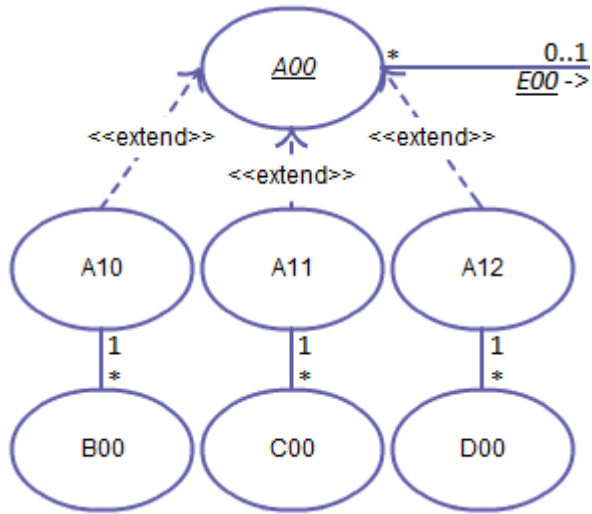 A00
* 0..1
E00 ->
<<extend>> <<extend>>
<<extend>>
A10 A11 A12
1 1 1
* * *
B00 C00 D00